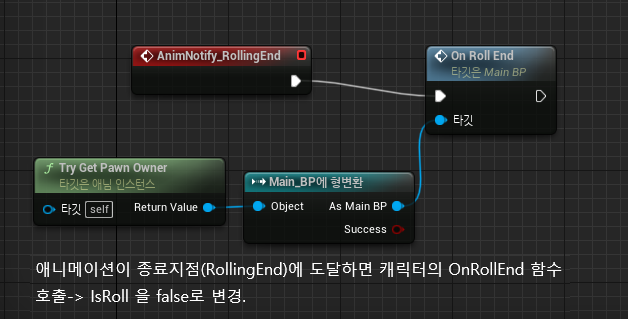 AnimNotify_RollingEnd
On Roll End
타깃은 Main BP
타깃
Try Get Pawn Owner
타깃은 애님 인스턴스
타깃 self Return Value
Main_BP에 형변환
Object As Main BP
Success
애니메이션이 종료지점(RollingEnd)에 도달하면 캐릭터의 OnRollEnd 함수
호출-> IsRoll 을 false로 변경.